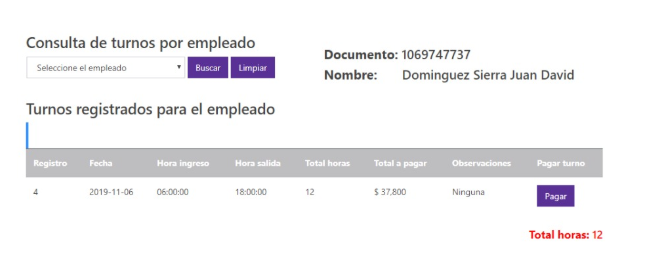 Consulta de turnos por empleado
Seleccione el empleado Buscar Limpiar
Documento: 1069747737
Nombre: Dominguez Sierra Juan David
Turnos registrados para el empleado
Registro Fecha Hora ingreso Hora salida Total horas Total a pagar Observaciones Pagar turno
4 2019-11-06 06:00:00 18:00:00 12 $ 37,800 Ninguna Pagar
Total horas: 12